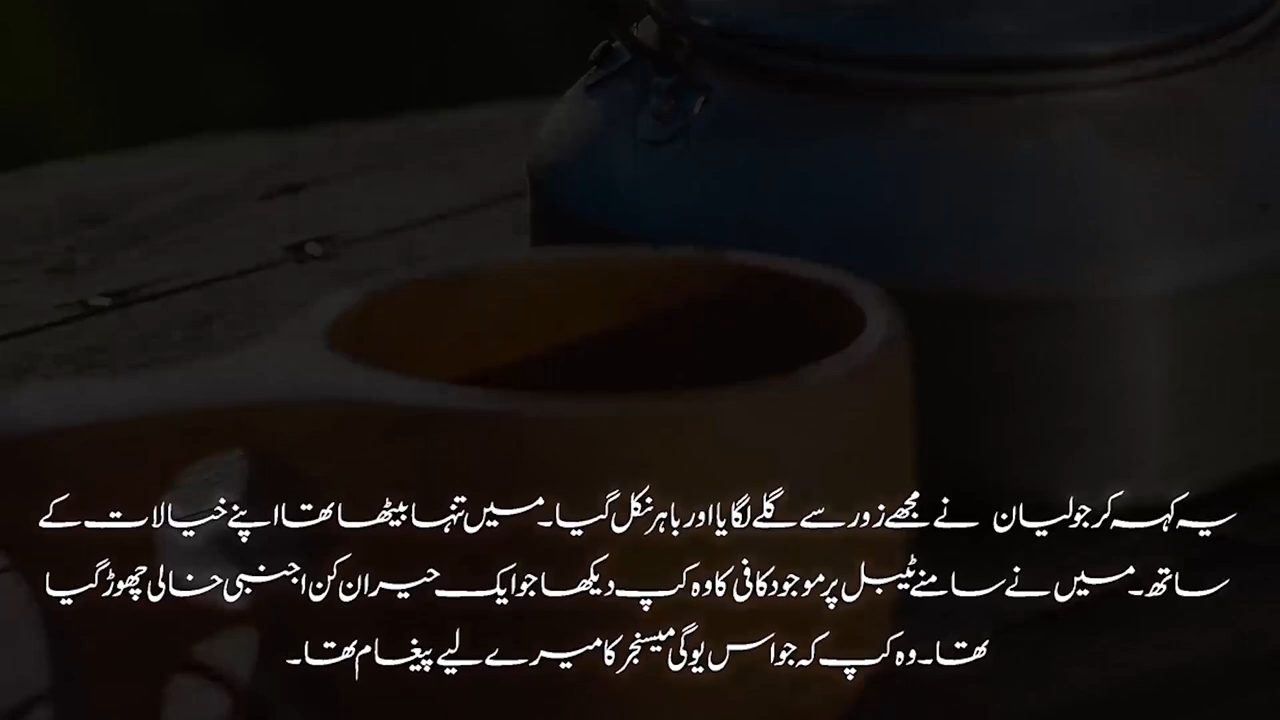 یہ کہہ کر جولیان نے مجھے زور سے گلے لگایا اور باہر نکل گیا۔ میں تنہا بیٹھا تھا اپنے خیالات کے
ساتھ۔ میں نے سامنے ٹیبل پر موجود کافی کا وہ کپ دیکھا جو ایک حیران کن اجنبی خالی چھوڑ گیا
تھا۔ وہ کپ کہ جو اس یوگی میسنجر کا میرے لیے پیغام تھا۔